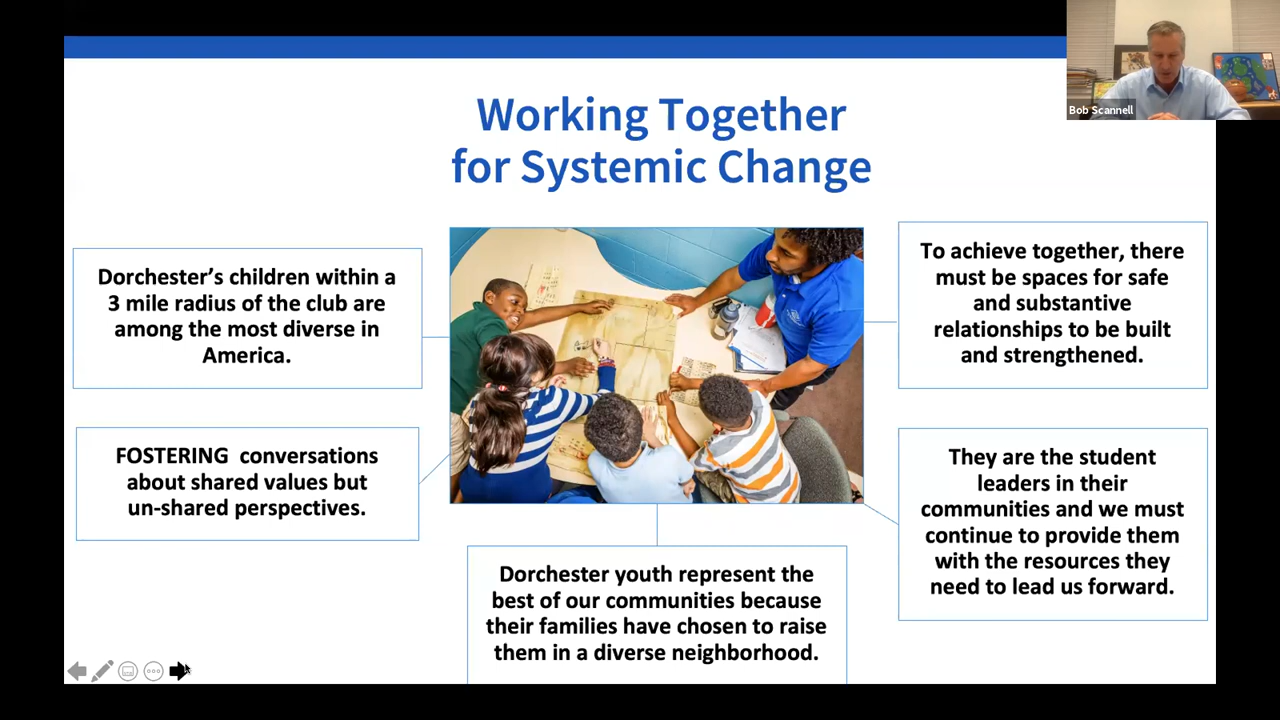 Working Together
for Systemic Change
Bob Scannell
Dorchester’s children within a
3 mile radius of the club are
among the most diverse in
America.
To achieve together, there
must be spaces for safe
and substantive
relationships to be built
and strengthened.
FOSTERING  conversations
about shared values but
un-shared perspectives.
They are the student
leaders in their
communities and we must
continue to provide them
with the resources they
need to lead us forward.
Dorchester youth represent the
best of our communities because
their families have chosen to raise
them in a diverse neighborhood.